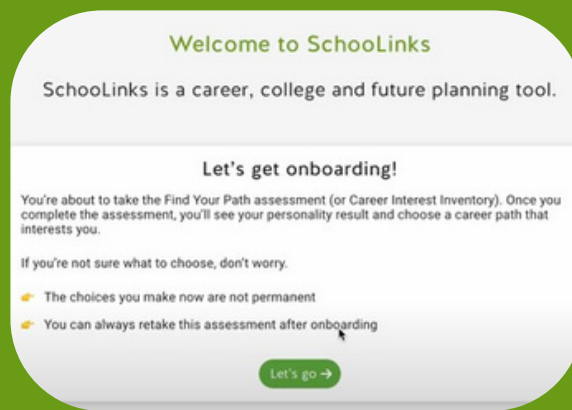 Welcome to SchooLinks
SchooLinks is a career, college and future planning tool.
Let's get onboarding!
You're about to take the Find Your Path assessment (or Career Interest Inventory). Once you
complete the assessment, you'll see your personality result and choose a career path that
interests you.
If you're not sure what to choose, don't worry.
👉 The choices you make now are not permanent
👉 You can always retake this assessment after onboarding
Let's go →